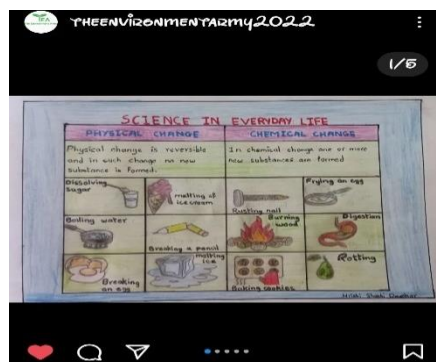 THEENVIRONMENTARMY2022
1/5
SCIENCE IN EVERYDAY LIFE
PHYSICAL CHANGE
CHEMICAL CHANGE
Physical change is reversible
and in such change no new
substance is formed.
In chemical change one or more
new substances are formed
Dissolving
sugar
melting of
ice cream
Rusting nail
Frying an egg
Boiling water
Breaking a pencil
Burning
wood
Digestion
Breaking
an egg
melting
ice
Baking cookies
Rotting